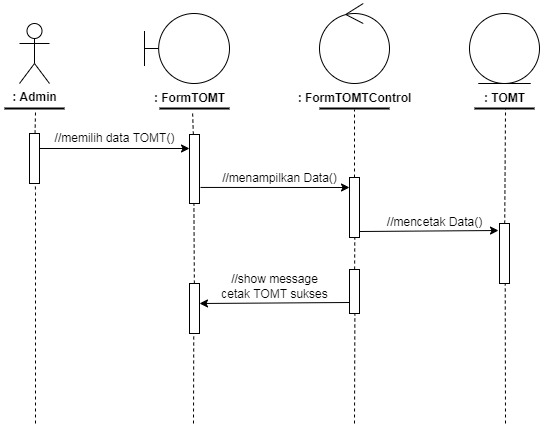 : Admin
: FormTOMT
: FormTOMTControl
: TOMT
//memilih data TOMT()
//menampilkan Data()
//mencetak Data()
//show message
cetak TOMT sukses